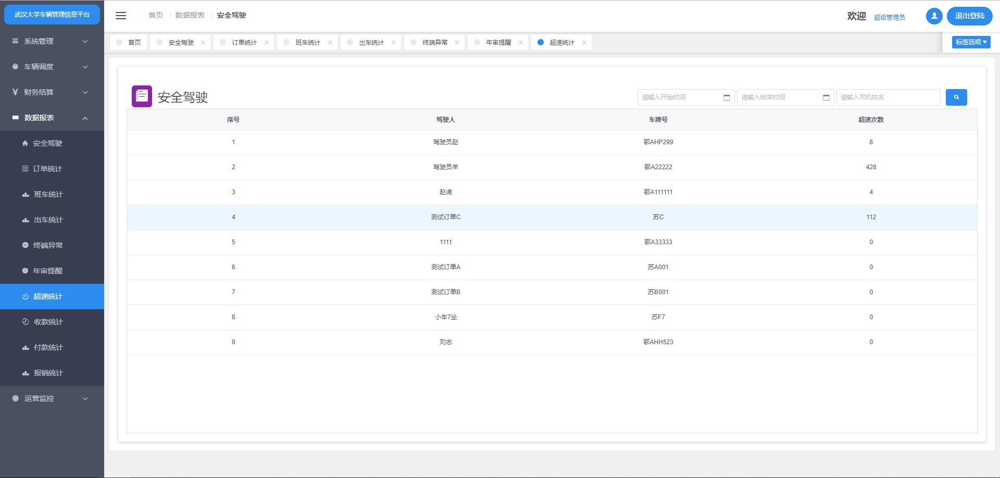 武汉大学车辆管理信息平台
首页 / 数据报表 / 安全驾驶
欢迎 超级管理员 退出登陆
系统管理
车辆调度
财务结算
数据报表
安全驾驶
订单统计
班车统计
出车统计
终端异常
年审提醒
超速统计
收款统计
付款统计
报销统计
运营监控
首页 安全驾驶 订单统计 班车统计 出车统计 终端异常 年审提醒 超速统计 标签选项
安全驾驶
请输入开始时间 请输入结束时间 请输入司机姓名
序号 驾驶人 车牌号 超速次数
1 驾驶员赵 鄂AHP299 8
2 驾驶员羊 鄂A22222 428
3 赵虎 鄂A111111 4
4 测试订单C 苏C 112
5 1111 鄂A33333 0
6 测试订单A 苏A001 0
7 测试订单B 苏B001 0
8 小车7坐 苏F7 0
9 刘志 鄂AHH523 0